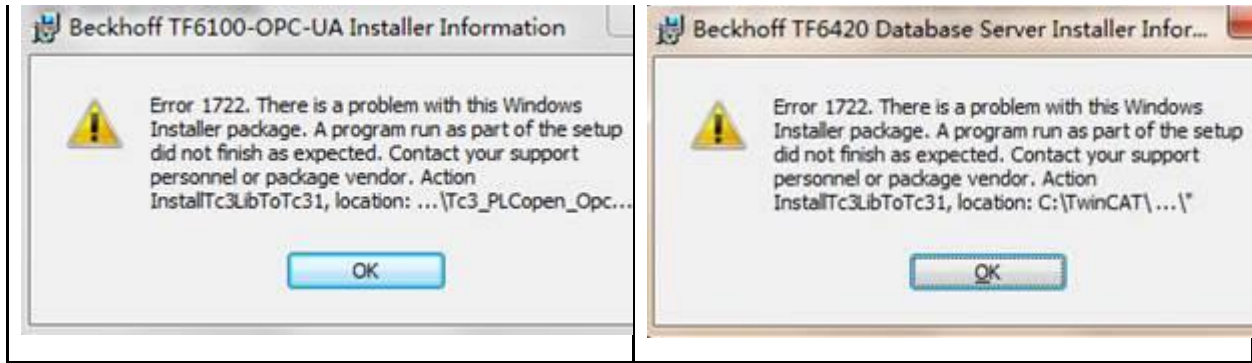 Beckhoff TF6100-OPC-UA Installer Information
Error 1722. There is a problem with this Windows
Installer package. A program run as part of the setup
did not finish as expected. Contact your support
personnel or package vendor. Action
InstallTc3LibToTc31, location: ...\Tc3_PLCopen_Opc...
OK
Beckhoff TF6420 Database Server Installer Infor...
Error 1722. There is a problem with this Windows
Installer package. A program run as part of the setup
did not finish as expected. Contact your support
personnel or package vendor. Action
InstallTc3LibToTc31, location: C:\TwinCAT\ ...\"
OK